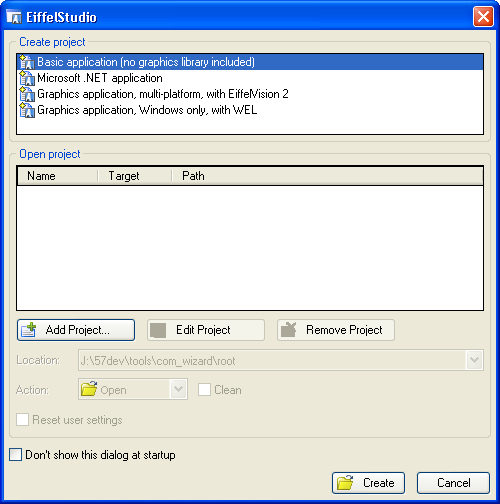 EiffelStudio
Create project
Basic application (no graphics library included)
Microsoft .NET application
Graphics application, multi-platform, with EiffelVision 2
Graphics application, Windows only, with WEL
Open project
Name Target Path
Add Project... Edit Project Remove Project
Location: J:\57dev\tools\com_wizard\root
Action: Open Clean
Reset user settings
Don't show this dialog at startup
Create Cancel